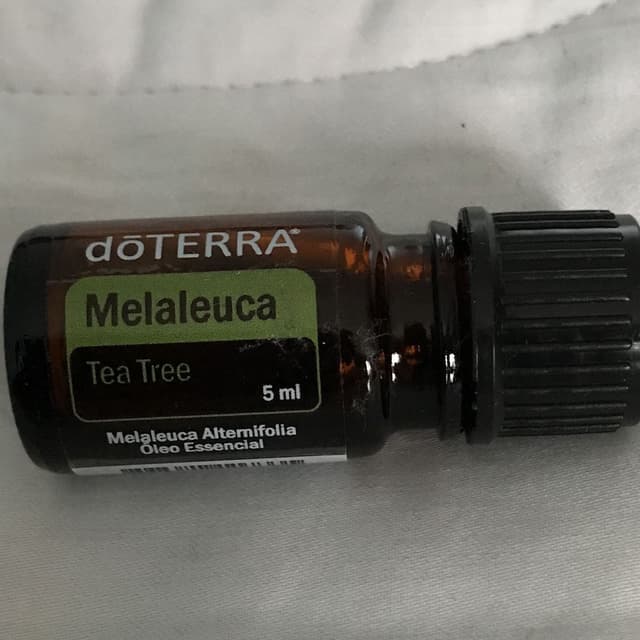 dōTERRA®
Melaleuca
Tea Tree
5 ml
Melaleuca Alternifolia
Óleo Essencial